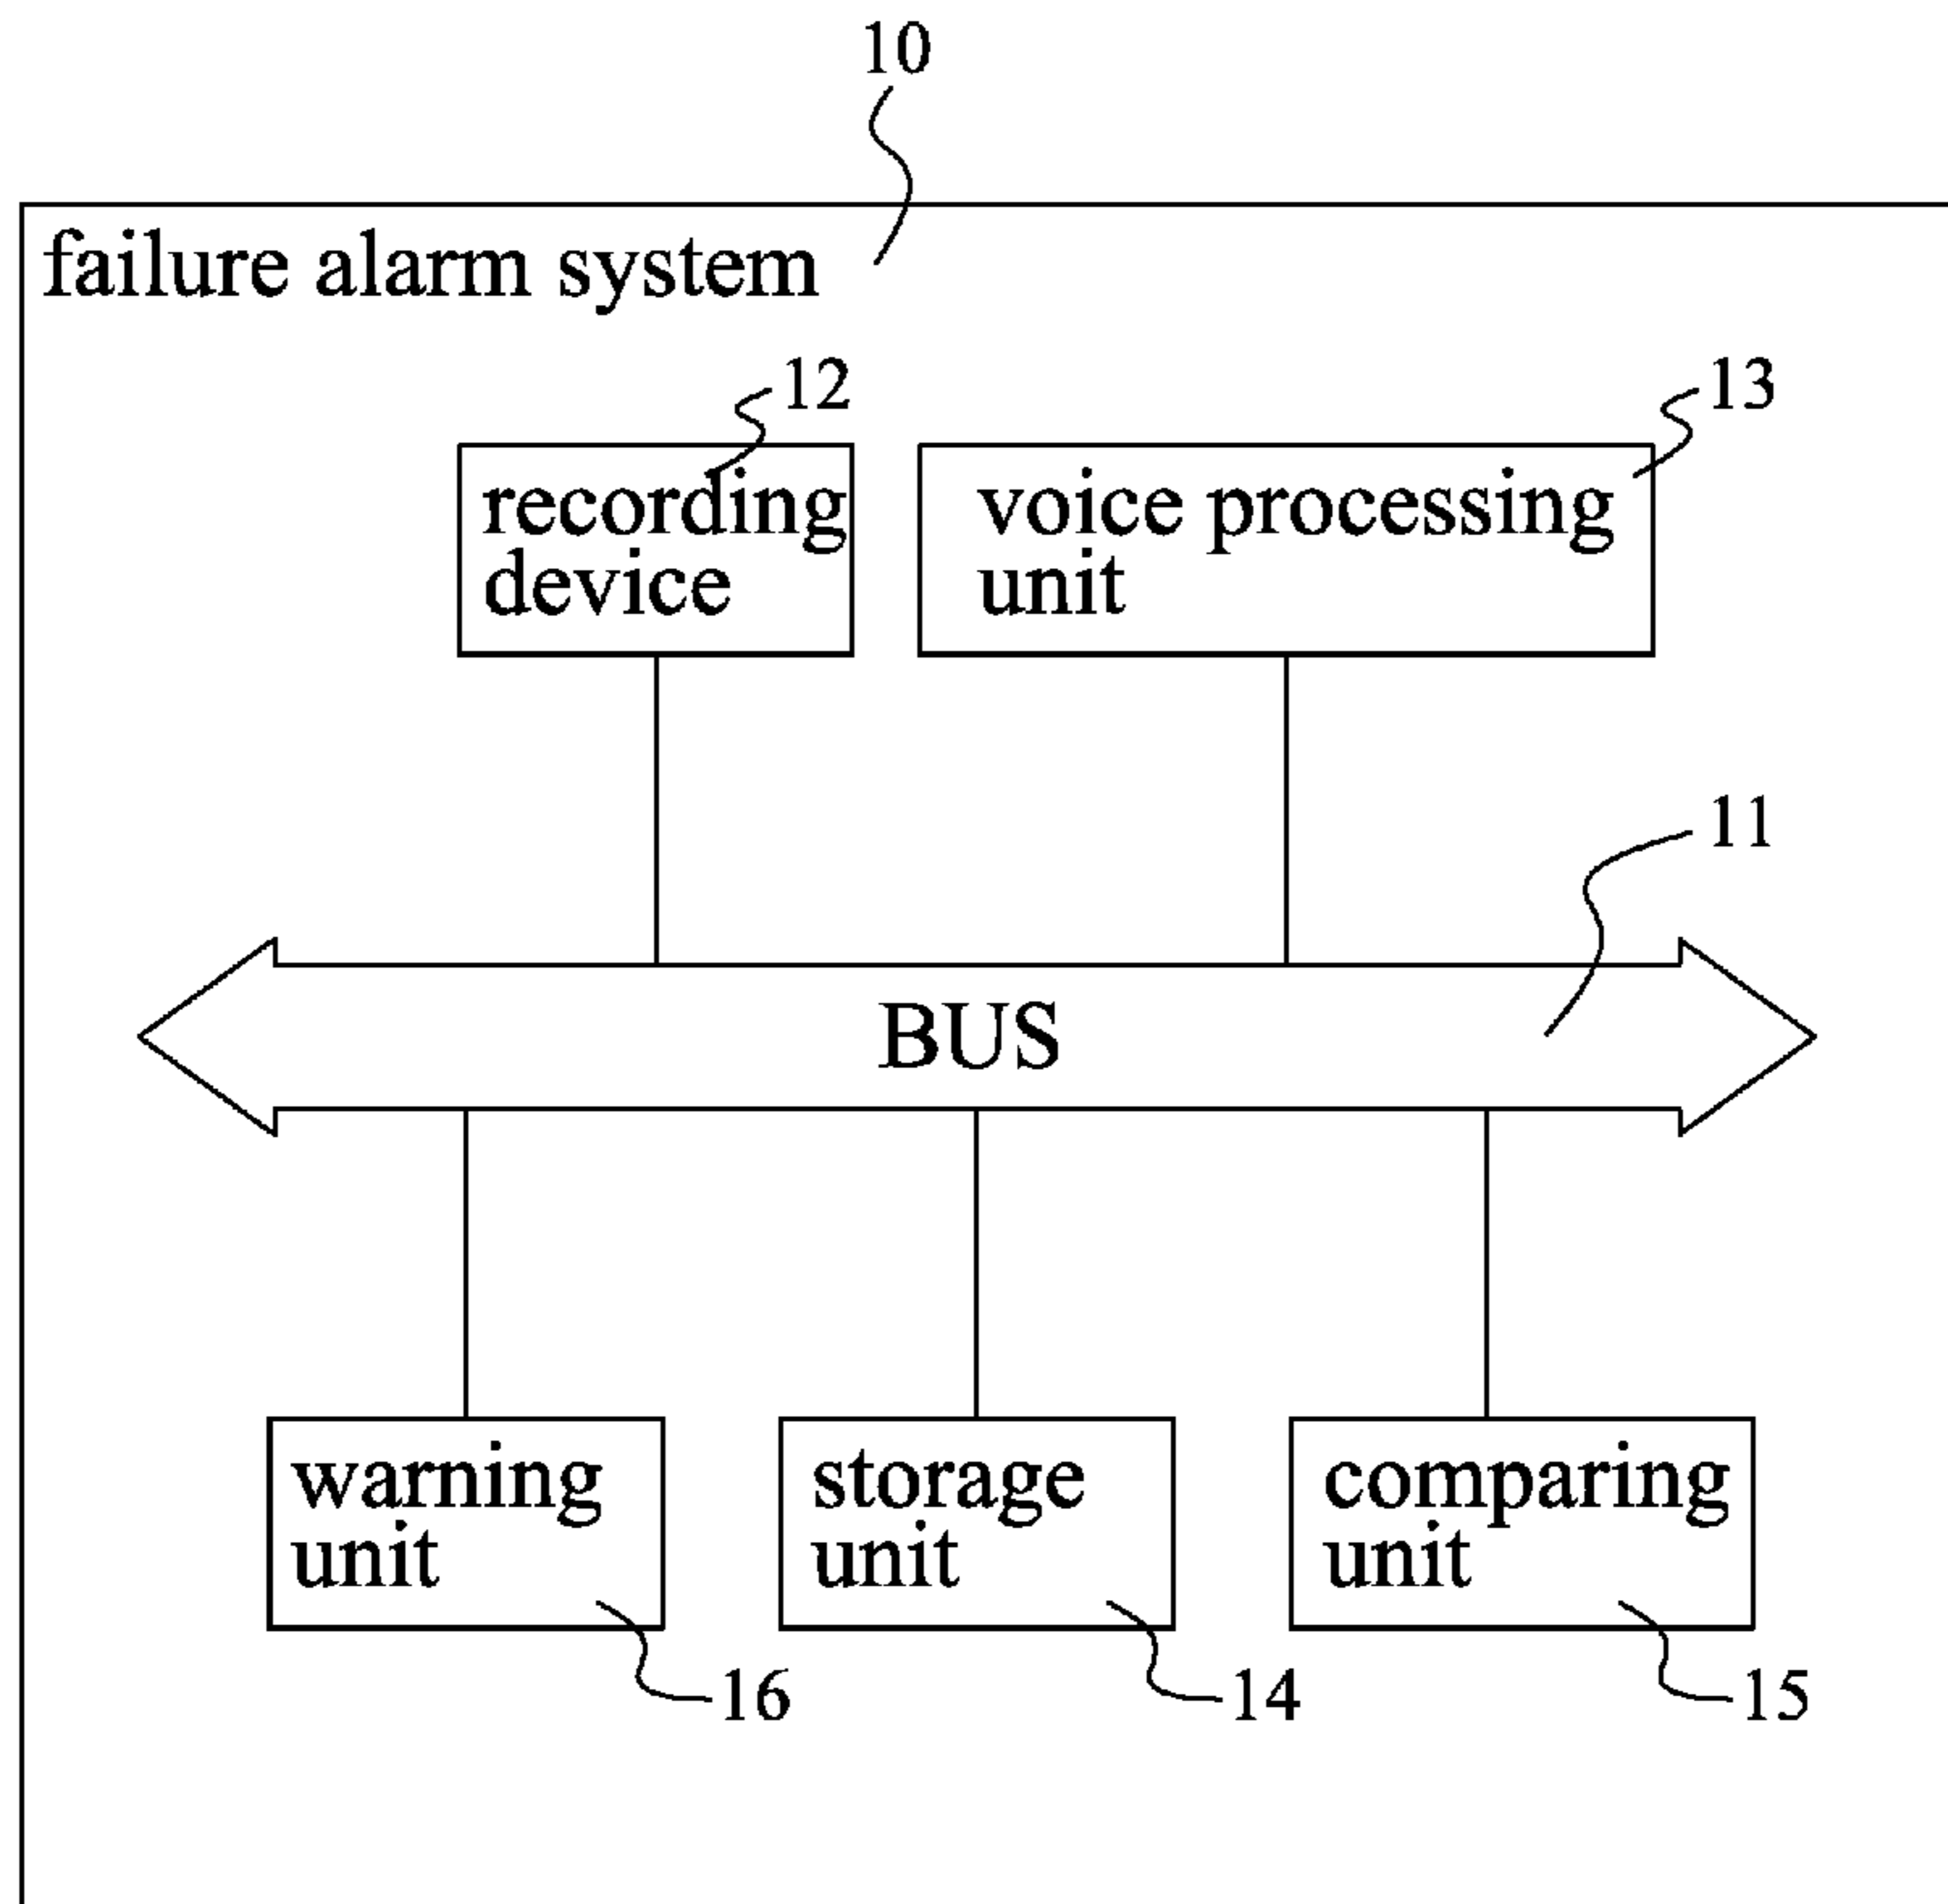 10
failure alarm system
12
13
recording
device
voice processing
unit
11
BUS
warning
unit
storage
unit
comparing
unit
16
14
15